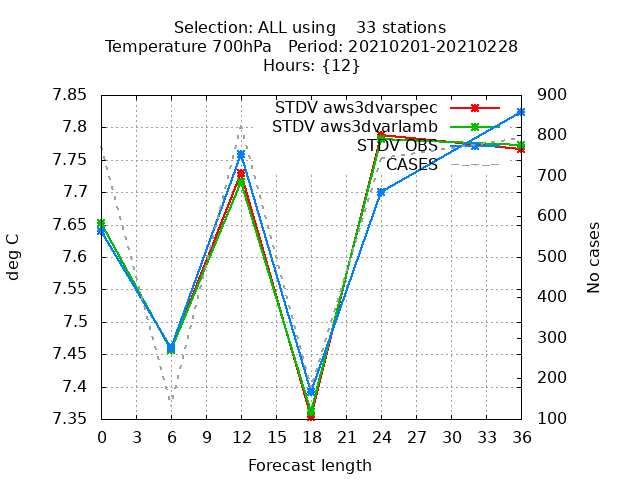 Selection: ALL using    33 stations
Temperature 700hPa   Period: 20210201-20210228
Hours: {12}
7.85
7.8
7.75
7.7
7.65
7.6
7.55
7.5
7.45
7.4
7.35
deg C
STDV aws3dvarspec
STDV aws3dvarlamb
STDV OBS
CASES
900
800
700
600
500
400
300
200
100
No cases
0 3 6 9 12 15 18 21 24 27 30 33 36
Forecast length